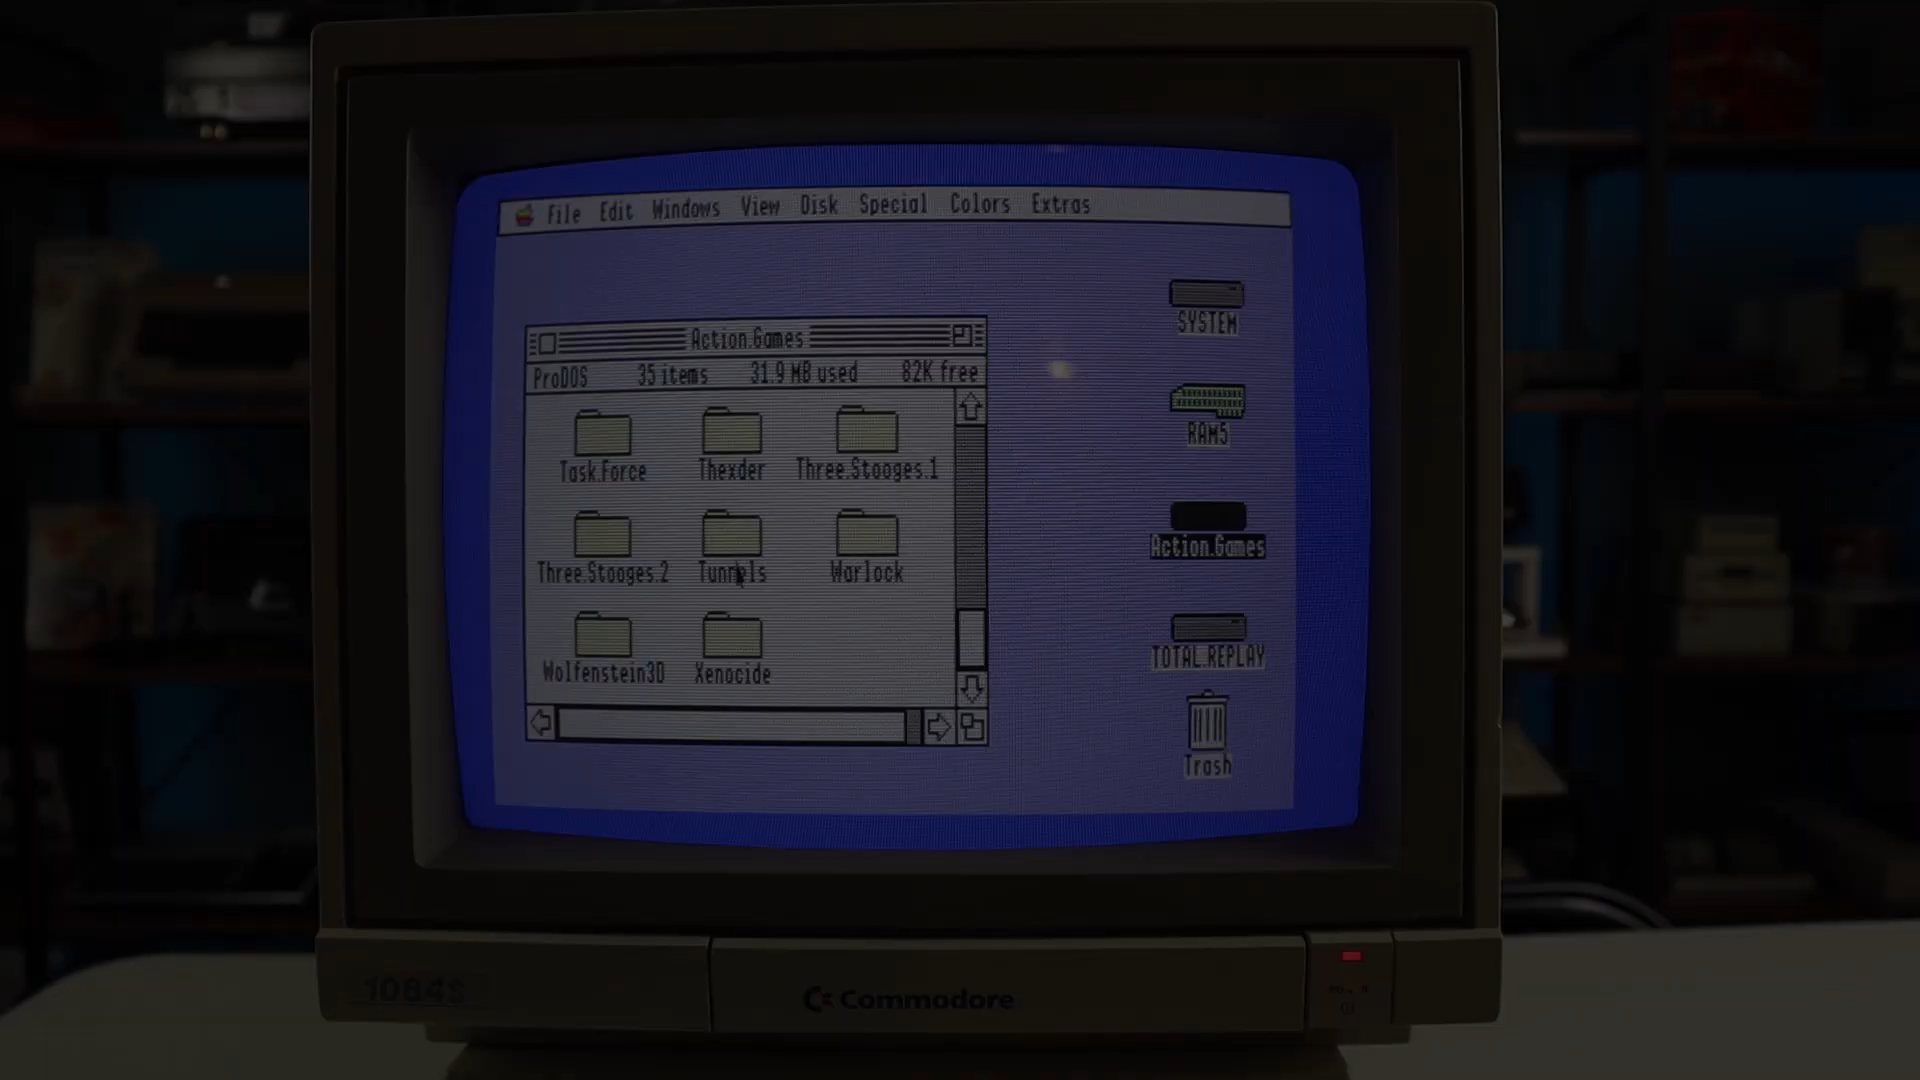 File Edit Windows View Disk Special Colors Extras
SYSTEM
Action.Games
ProDOS 35 items 31.9 MB used 82K free
RAM5
Task.Force Thexder Three.Stooges.1
Action.Games
Three.Stooges.2 Tunnels Warlock
TOTAL.REPLAY
Wolfenstein3D Xenocide
Trash
1084S
Commodore